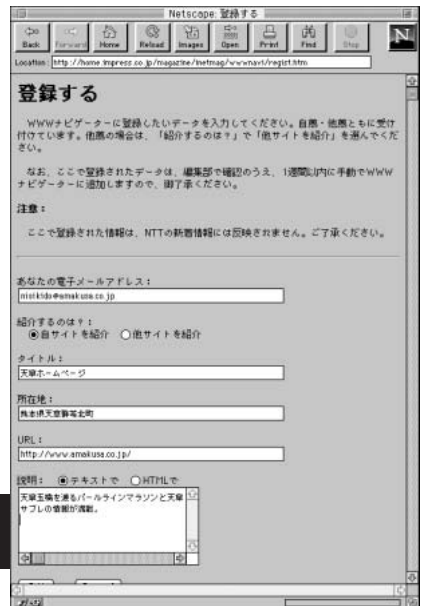 Netscape: 登録する
Back Forward Home Reload Images Open Print Find Stop
N
Location: http://home.impress.co.jp/magazine/inetmag/wwwnavi/regist.htm
登録する
WWWナビゲーターに登録したいデータを入力してください。自薦・他薦ともに受け
付けています。他薦の場合は、「紹介するのは？」で「他サイトを紹介」を選んでくだ
さい。
なお、ここで登録されたデータは、編集部で確認のうえ、1週間以内に手動でWWW
ナビゲーターに追加しますので、御了承ください。
注意：
ここで登録された情報は、NTTの新着情報には反映されません。ご了承ください。
あなたの電子メールアドレス：
nisikido@amakusa.co.jp
紹介するのは？：
自サイトを紹介 他サイトを紹介
タイトル：
天草ホームページ
所在地：
熊本県天草郡苓北町
URL：
http://www.amakusa.co.jp/
説明： テキストで HTMLで
天草五橋を渡るパールラインマラソンと天草
サブレの情報が満載。